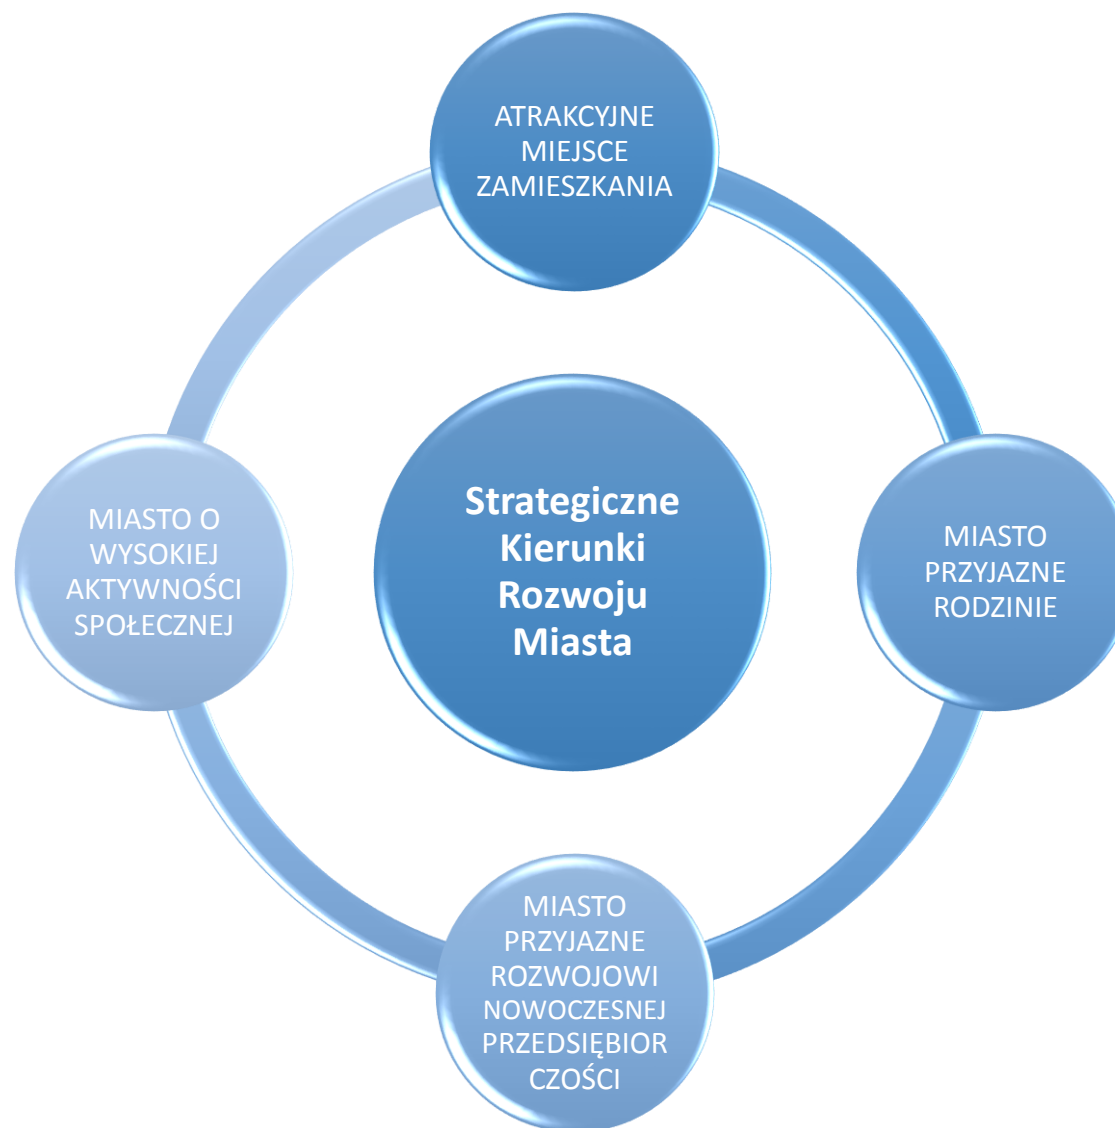 ATRAKCYJNE
MIEJSCE
ZAMIESZKANIA
Strategiczne
Kierunki
Rozwoju
Miasta
MIASTO
PRZYJAZNE
RODZINIE
MIASTO
PRZYJAZNE
ROZWOJOWI
NOWOCZESNEJ
PRZEDSIĘBIOR
CZOŚCI
MIASTO O
WYSOKIEJ
AKTYWNOŚCI
SPOŁECZNEJ